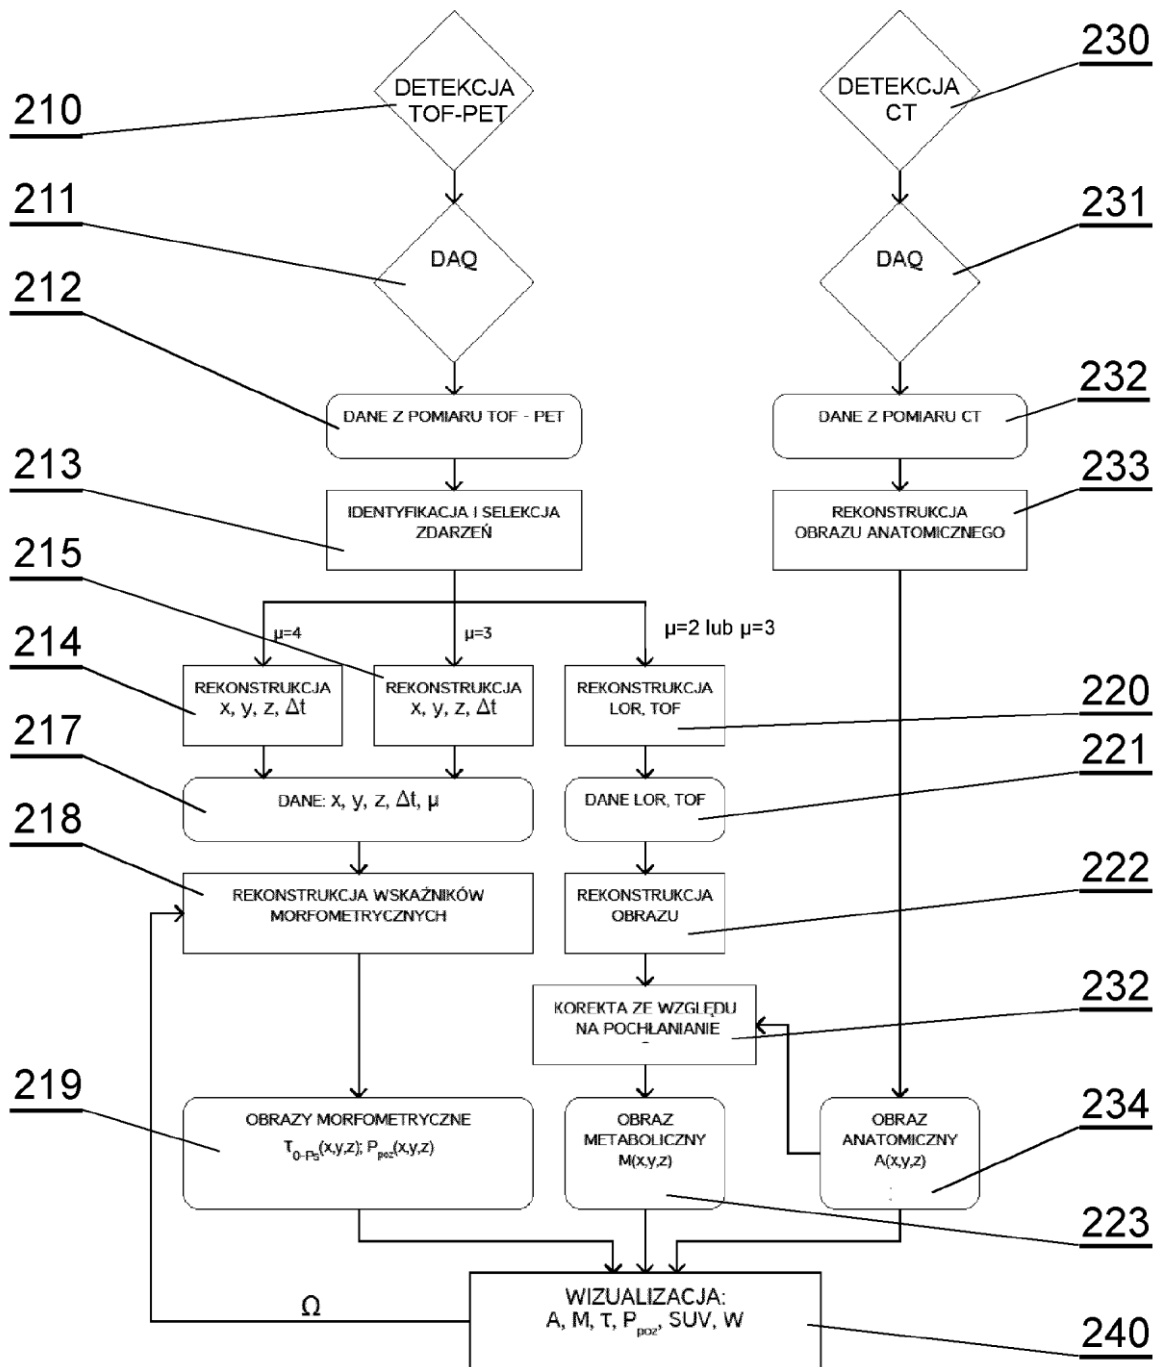 230
DETEKCJA
TOF-PET
DETEKCJA
CT
210
211
231
DAQ
DAQ
212
232
DANE Z POMIARU TOF - PET
DANE Z POMIARU CT
213
233
IDENTYFIKACJA I SELEKCJA
ZDARZEŃ
REKONSTRUKCJA
OBRAZU ANATOMICZNEGO
215
μ=4
μ=3
μ=2 lub μ=3
214
REKONSTRUKCJA
x, y, z, Δt
REKONSTRUKCJA
x, y, z, Δt
REKONSTRUKCJA
LOR, TOF
220
217
221
DANE: x, y, z, Δt, μ
DANE LOR, TOF
218
222
REKONSTRUKCJA WSKAŹNIKÓW
MORFOMETRYCZNYCH
REKONSTRUKCJA
OBRAZU
232
KOREKTA ZE WZGLĘDU
NA POCHŁANIANIE
219
234
OBRAZY MORFOMETRYCZNE
τo-Ps(x,y,z); Ppoz(x,y,z)
OBRAZ
METABOLICZNY
M(x,y,z)
OBRAZ
ANATOMICZNY
A(x,y,z)
223
Ω
WIZUALIZACJA:
A, M, τ, Ppoz, SUV, W
240